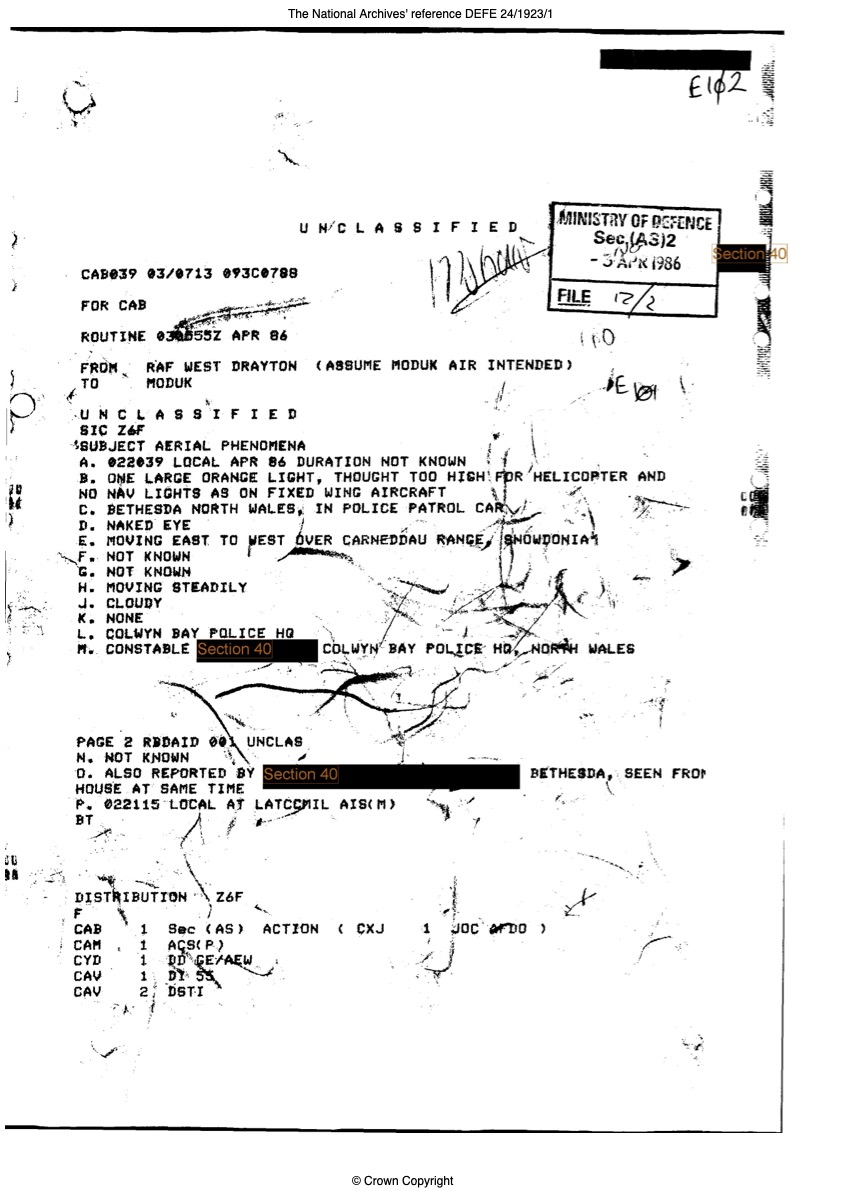 The National Archives' reference DEFE 24/1923/1
E102
UNCLASSIFIED
MINISTRY OF DEFENCE
Sec.(AS)2
- 3 APR 1986
FILE 12/2
Section 40
CAB039 03/0713 093C0788
FOR CAB
ROUTINE 030555Z APR 86
FROM RAF WEST DRAYTON (ASSUME MODUK AIR INTENDED)
TO MODUK
UNCLASSIFIED
SIC Z6F
SUBJECT AERIAL PHENOMENA
A. 022039 LOCAL APR 86 DURATION NOT KNOWN
B. ONE LARGE ORANGE LIGHT, THOUGHT TOO HIGH FOR HELICOPTER AND
NO NAV LIGHTS AS ON FIXED WING AIRCRAFT
C. BETHESDA NORTH WALES, IN POLICE PATROL CAR
D. NAKED EYE
E. MOVING EAST TO WEST OVER CARNEDDAU RANGE, SNOWDONIA
F. NOT KNOWN
G. NOT KNOWN
H. MOVING STEADILY
J. CLOUDY
K. NONE
L. COLWYN BAY POLICE HQ
M. CONSTABLE Section 40 COLWYN BAY POLICE HQ, NORTH WALES
PAGE 2 RBDAID 001 UNCLAS
N. NOT KNOWN
O. ALSO REPORTED BY Section 40 BETHESDA, SEEN FROM
HOUSE AT SAME TIME
P. 022115 LOCAL AT LATCCMIL AIS(M)
BT
DISTRIBUTION Z6F
F
CAB 1 Sec (AS) ACTION ( CXJ 1 JOC AFDO )
CAM 1 ACS(P)
CYD 1 DD GE/AEW
CAV 1 DI 55
CAV 2 DSTI
© Crown Copyright